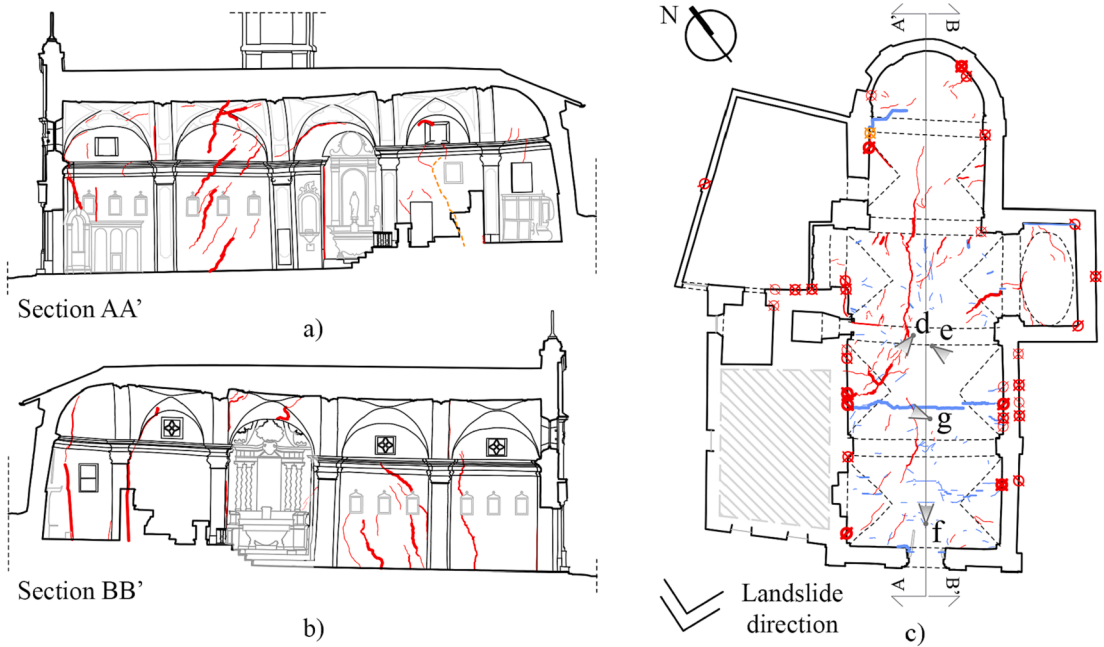 Section AA’
a)
Section BB’
b)
N
A’
B
d
e
g
f
A
B’
Landslide
direction
c)